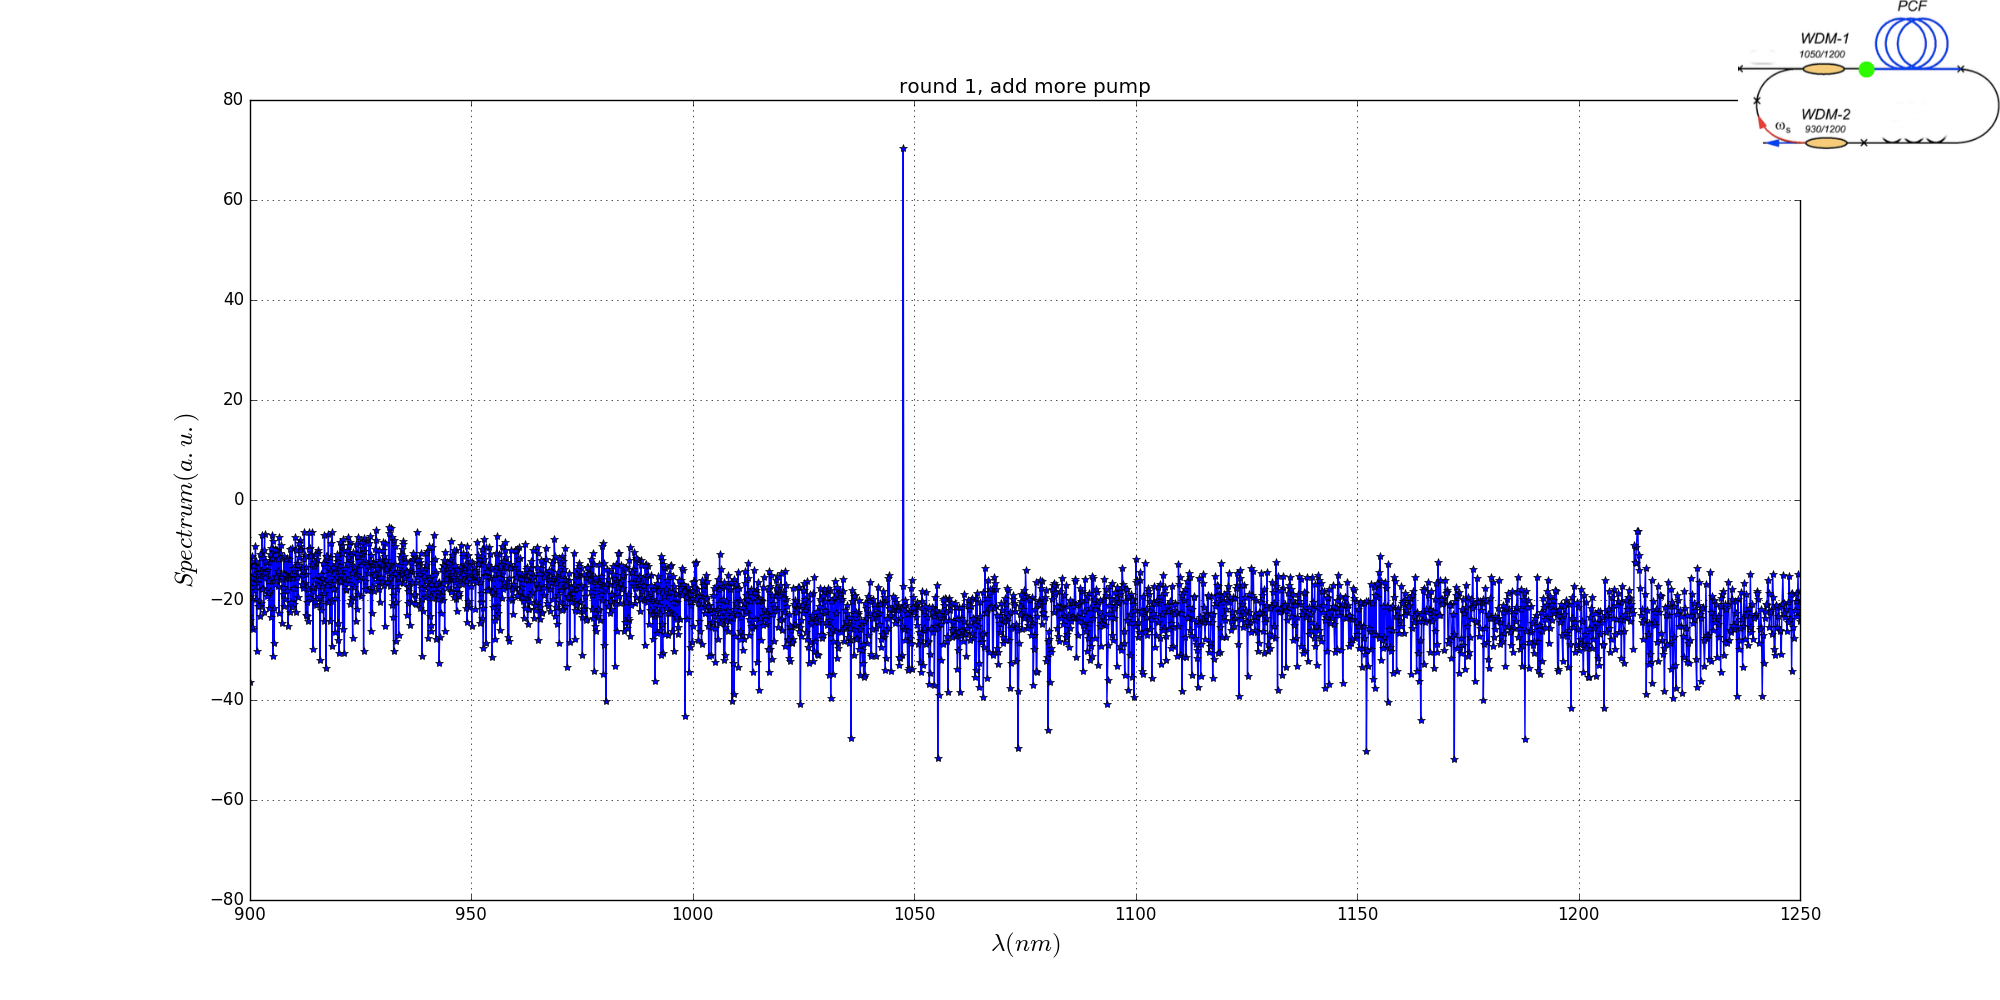 PCF
WDM-1
1050/1200
round 1, add more pump
WDM-2
ωs
930/1200
80
60
40
20
0
−20
−40
−60
−80
Spectrum(a. u. )
900
950
1000
1050
1100
1150
1200
1250
λ(nm)